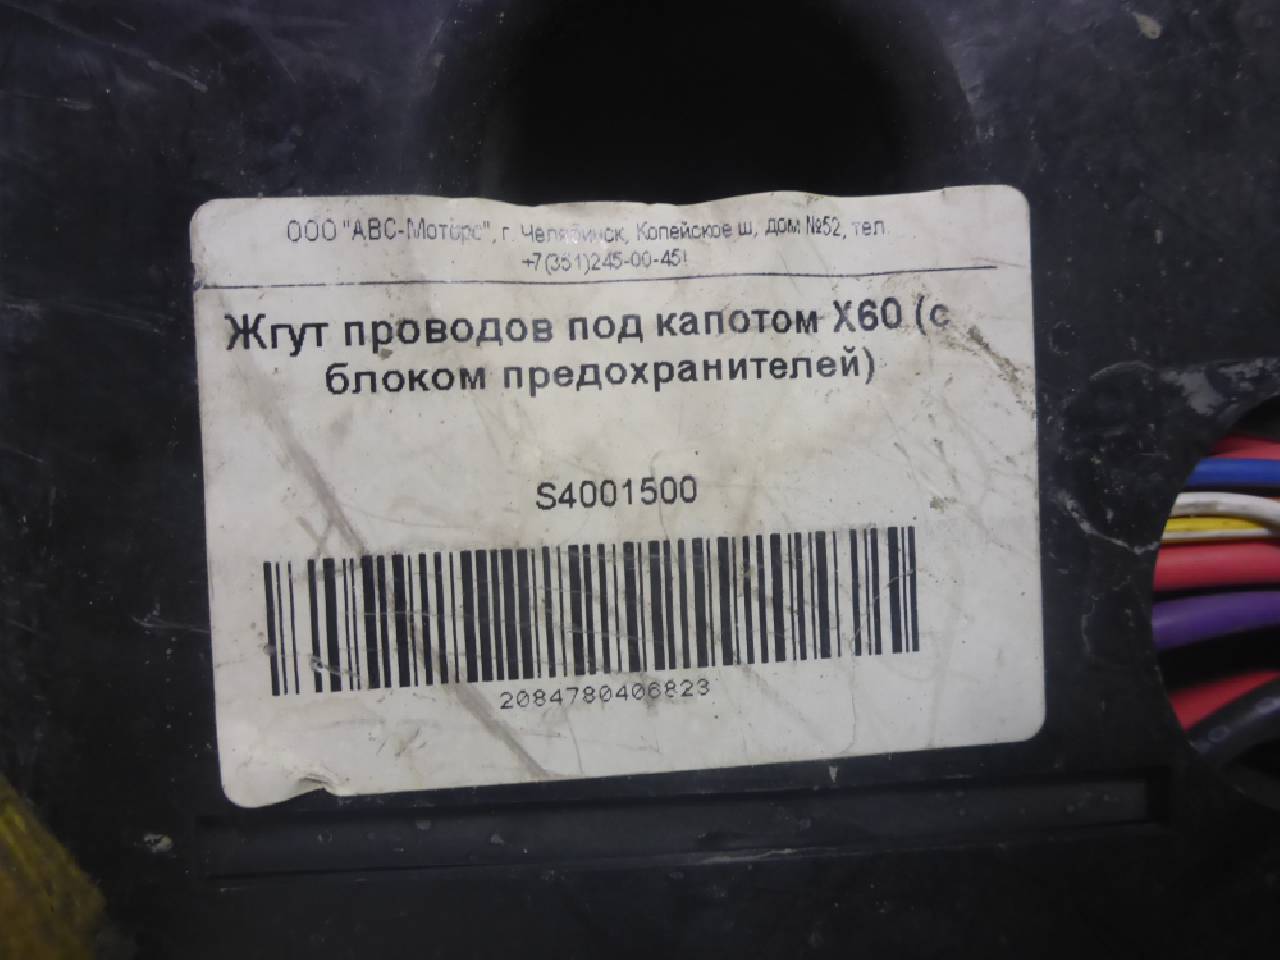 ООО "АВС-Моторс", г. Челябинск, Копейское ш, дом №52, тел.
+7(351)245-00-45
Жгут проводов под капотом X60 (с
блоком предохранителей)
S4001500
2084780406823